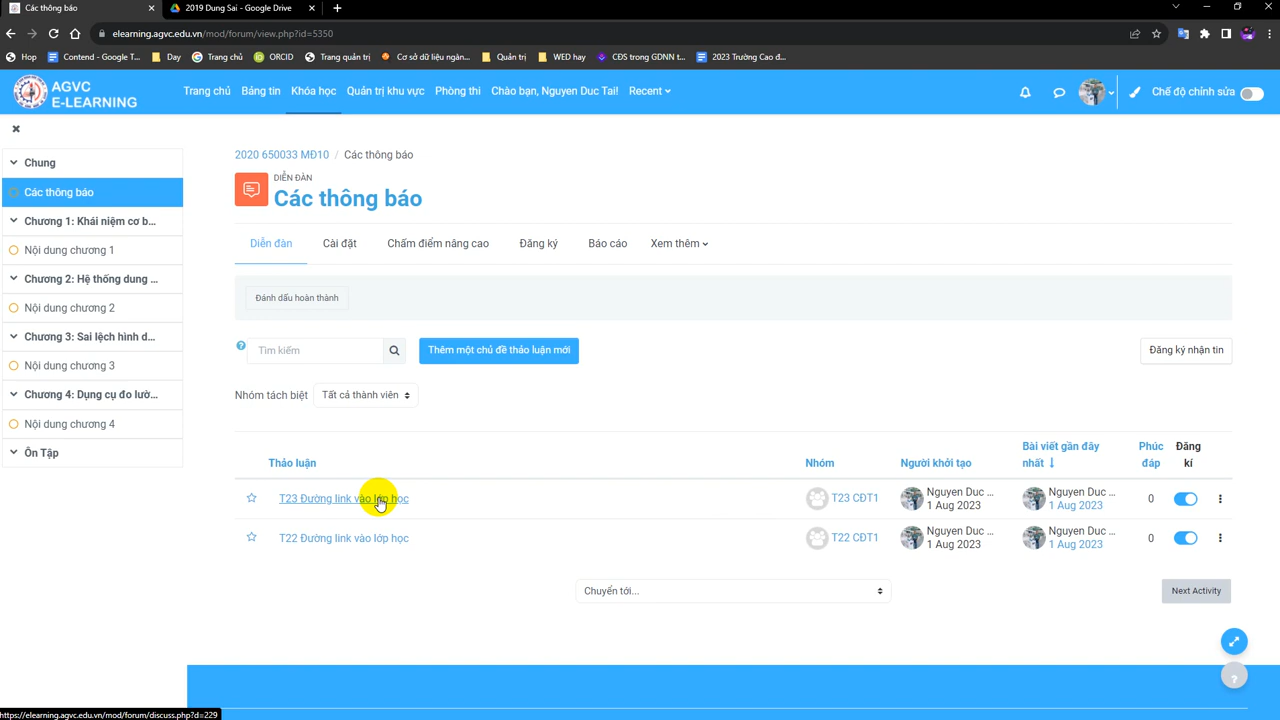 Các thông báo
2019 Dung Sai - Google Drive
elearning.agvc.edu.vn/mod/forum/view.php?id=5350
Hop
Contend - Google T...
Day
Trang chủ
ORCID
Trang quản trị
Cơ sở dữ liệu ngàn...
Quản trị
WED hay
CĐS trong GDNN t...
2023 Trường Cao đ...
AGVC
E-LEARNING
Trang chủ
Bảng tin
Khóa học
Quản trị khu vực
Phòng thi
Chào bạn, Nguyen Duc Tai!
Recent
Chế độ chỉnh sửa
Chung
Các thông báo
Chương 1: Khái niệm cơ b...
Nội dung chương 1
Chương 2: Hệ thống dung ...
Nội dung chương 2
Chương 3: Sai lệch hình d...
Nội dung chương 3
Chương 4: Dụng cụ đo lườ...
Nội dung chương 4
Ôn Tập
2020 650033 MĐ10 / Các thông báo
DIỄN ĐÀN
Các thông báo
Diễn đàn
Cài đặt
Chấm điểm nâng cao
Đăng ký
Báo cáo
Xem thêm
Đánh dấu hoàn thành
Tìm kiếm
Thêm một chủ đề thảo luận mới
Đăng ký nhận tin
Nhóm tách biệt
Tất cả thành viên
Thảo luận
Nhóm
Người khởi tạo
Bài viết gần đây nhất ↓
Phúc đáp
Đăng kí
T23 Đường link vào lớp học
T23 CĐT1
Nguyen Duc ...
1 Aug 2023
Nguyen Duc ...
1 Aug 2023
0
T22 Đường link vào lớp học
T22 CĐT1
Nguyen Duc ...
1 Aug 2023
Nguyen Duc ...
1 Aug 2023
0
Chuyển tới...
Next Activity
https://elearning.agvc.edu.vn/mod/forum/discuss.php?d=229